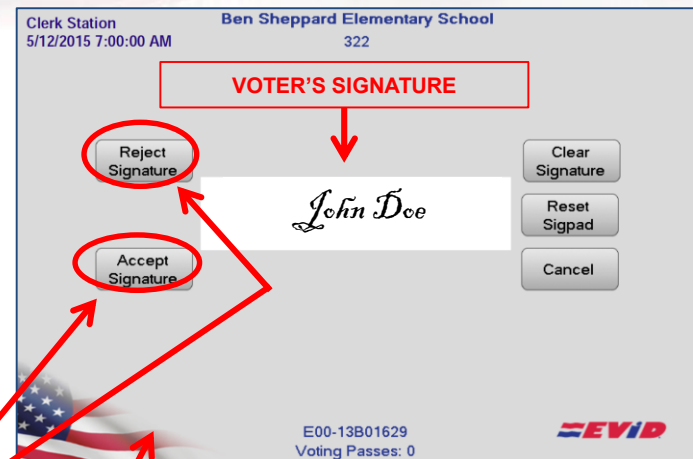 Clerk Station
5/12/2015 7:00:00 AM
Ben Sheppard Elementary School
322
VOTER'S SIGNATURE
Reject
Signature
Clear
Signature
John Doe
Reset
Sigpad
Accept
Signature
Cancel
E00-13B01629
Voting Passes: 0
EViD